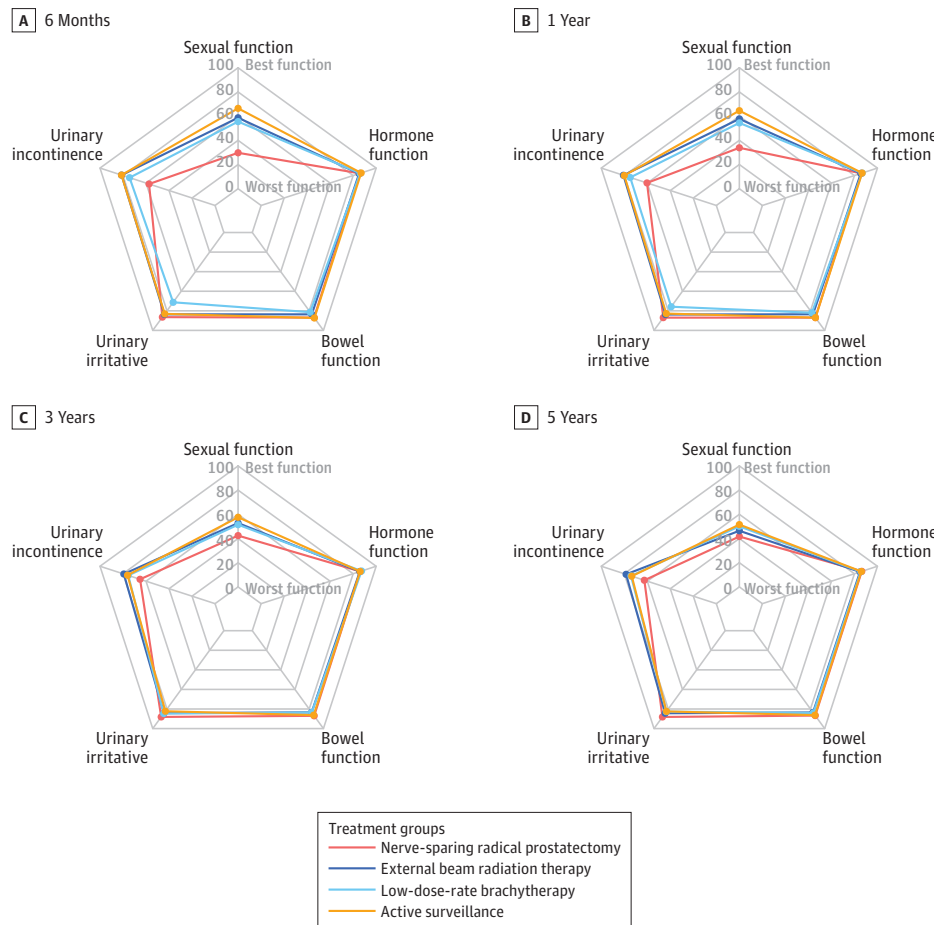 A 6 Months
Sexual function
100 Best function
80
60
40
20
0 Worst function
Urinary
incontinence
Hormone
function
Urinary
irritative
Bowel
function
B 1 Year
Sexual function
100 Best function
80
60
40
20
0 Worst function
Urinary
incontinence
Hormone
function
Urinary
irritative
Bowel
function
C 3 Years
Sexual function
100 Best function
80
60
40
20
0 Worst function
Urinary
incontinence
Hormone
function
Urinary
irritative
Bowel
function
D 5 Years
Sexual function
100 Best function
80
60
40
20
0 Worst function
Urinary
incontinence
Hormone
function
Urinary
irritative
Bowel
function
Treatment groups
Nerve-sparing radical prostatectomy
External beam radiation therapy
Low-dose-rate brachytherapy
Active surveillance